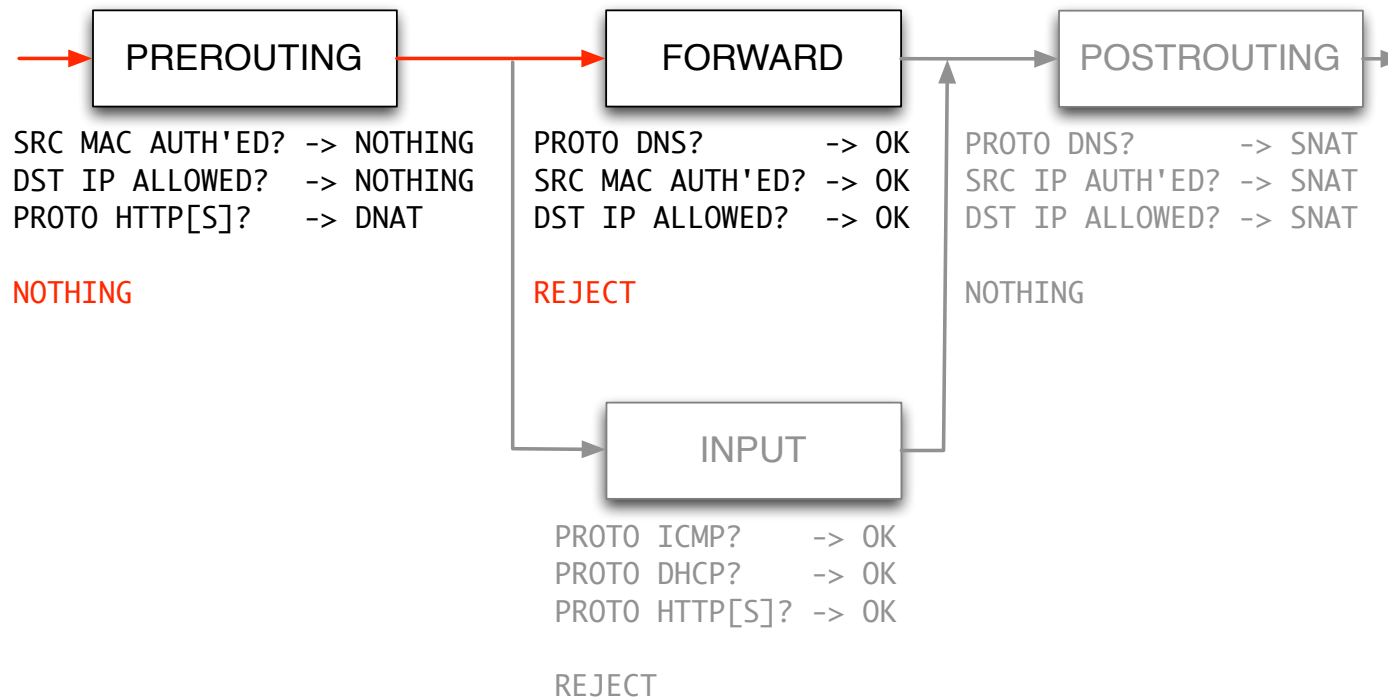 PREROUTING
SRC MAC AUTH'ED? -> NOTHING
DST IP ALLOWED? -> NOTHING
PROTO HTTP[S]? -> DNAT
NOTHING
FORWARD
PROTO DNS? -> OK
SRC MAC AUTH'ED? -> OK
DST IP ALLOWED? -> OK
REJECT
POSTROUTING
PROTO DNS? -> SNAT
SRC IP AUTH'ED? -> SNAT
DST IP ALLOWED? -> SNAT
NOTHING
INPUT
PROTO ICMP? -> OK
PROTO DHCP? -> OK
PROTO HTTP[S]? -> OK
REJECT